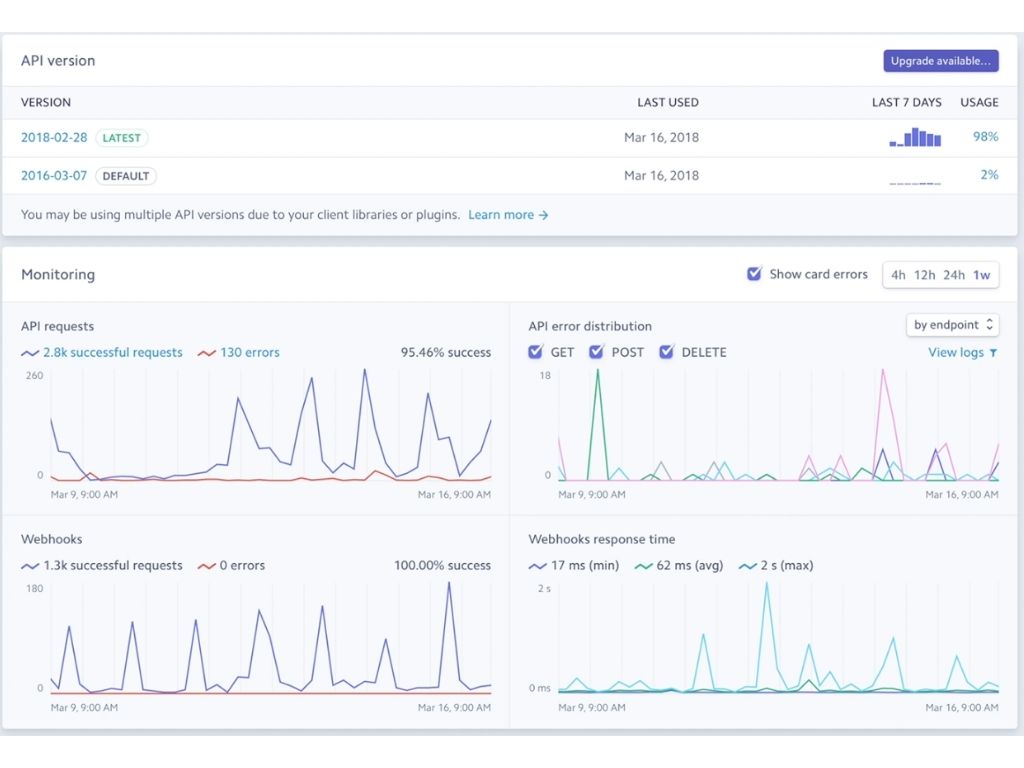 API version
Upgrade available...
VERSION LAST USED LAST 7 DAYS USAGE
2018-02-28 LATEST Mar 16, 2018 98%
2016-03-07 DEFAULT Mar 16, 2018 2%
You may be using multiple API versions due to your client libraries or plugins. Learn more →
Monitoring
Show card errors 4h 12h 24h 1w
API requests
2.8k successful requests 130 errors 95.46% success
260
0
Mar 9, 9:00 AM Mar 16, 9:00 AM
API error distribution by endpoint
GET POST DELETE View logs
18
0
Mar 9, 9:00 AM Mar 16, 9:00 AM
Webhooks
1.3k successful requests 0 errors 100.00% success
180
0
Mar 9, 9:00 AM Mar 16, 9:00 AM
Webhooks response time
17 ms (min) 62 ms (avg) 2 s (max)
2 s
0 ms
Mar 9, 9:00 AM Mar 16, 9:00 AM